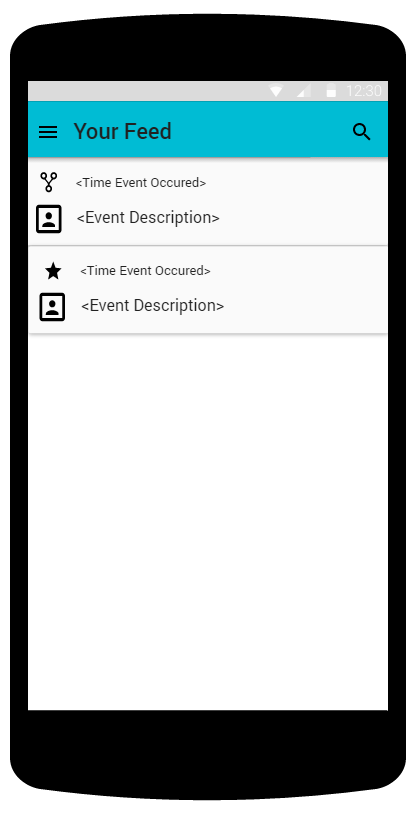 12:30
Your Feed
<Time Event Occured>
<Event Description>
<Time Event Occured>
<Event Description>